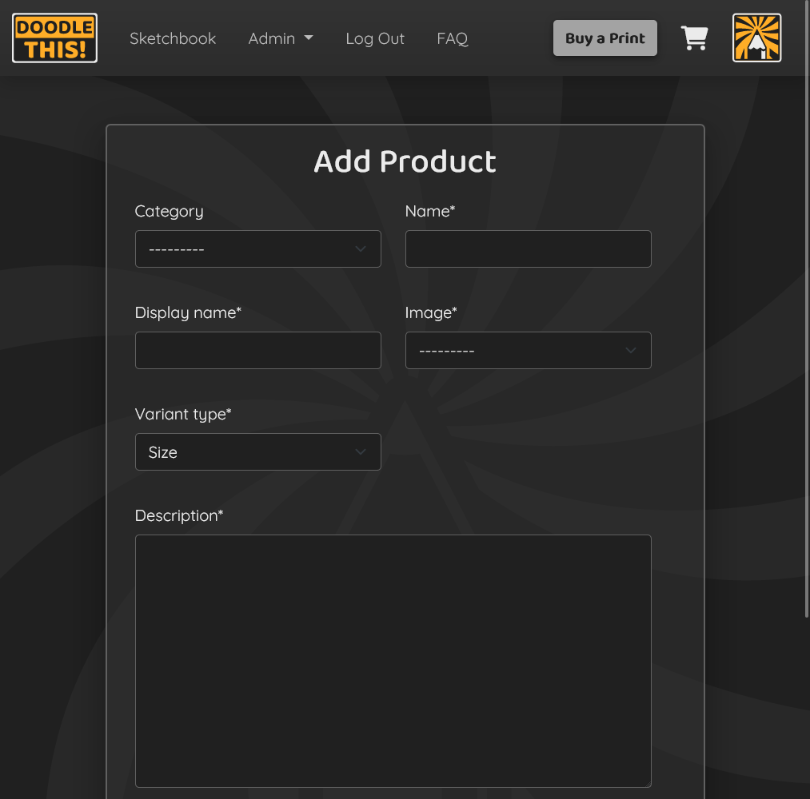 DOODLE
THIS!
Sketchbook
Admin
Log Out
FAQ
Buy a Print
Add Product
Category
Name*
---------
Display name*
Image*
---------
Variant type*
Size
Description*